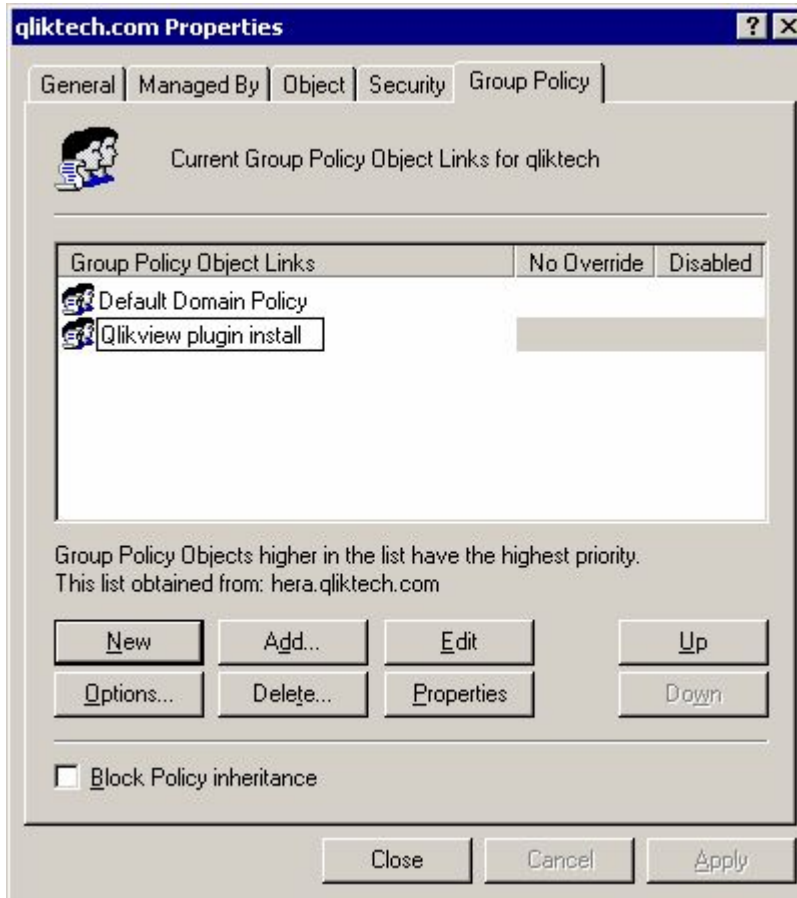 qliktech.com Properties
General Managed By Object Security Group Policy
Current Group Policy Object Links for qliktech
Group Policy Object Links No Override Disabled
Default Domain Policy
Qlikview plugin install
Group Policy Objects higher in the list have the highest priority.
This list obtained from: hera.qliktech.com
New Add... Edit Up
Options... Delete... Properties Down
Block Policy inheritance
Close Cancel Apply